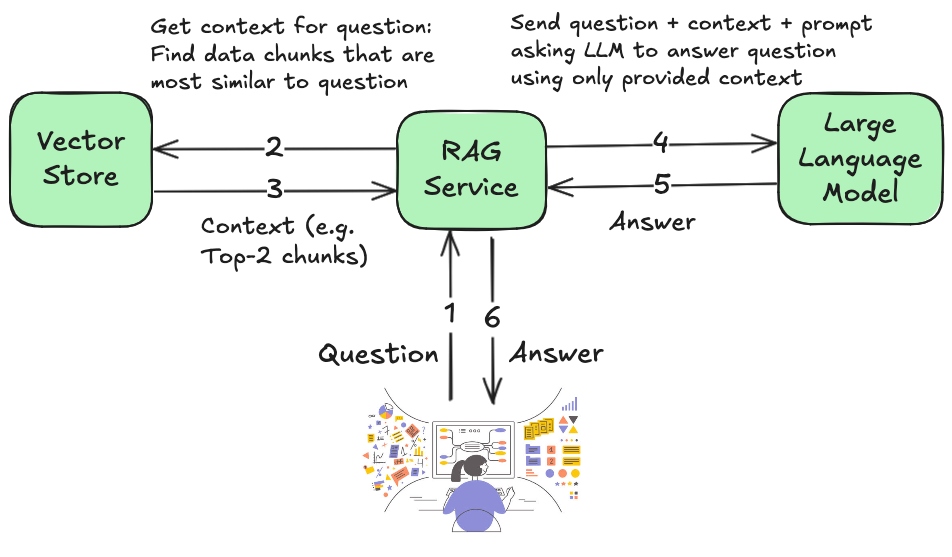 Get context for question:
Find data chunks that are
most similar to question
Send question + context + prompt
asking LLM to answer question
using only provided context
Vector
Store
2
3
RAG
Service
4
5
Large
Language
Model
Context (e.g.
Top-2 chunks)
Answer
1
6
Question
Answer